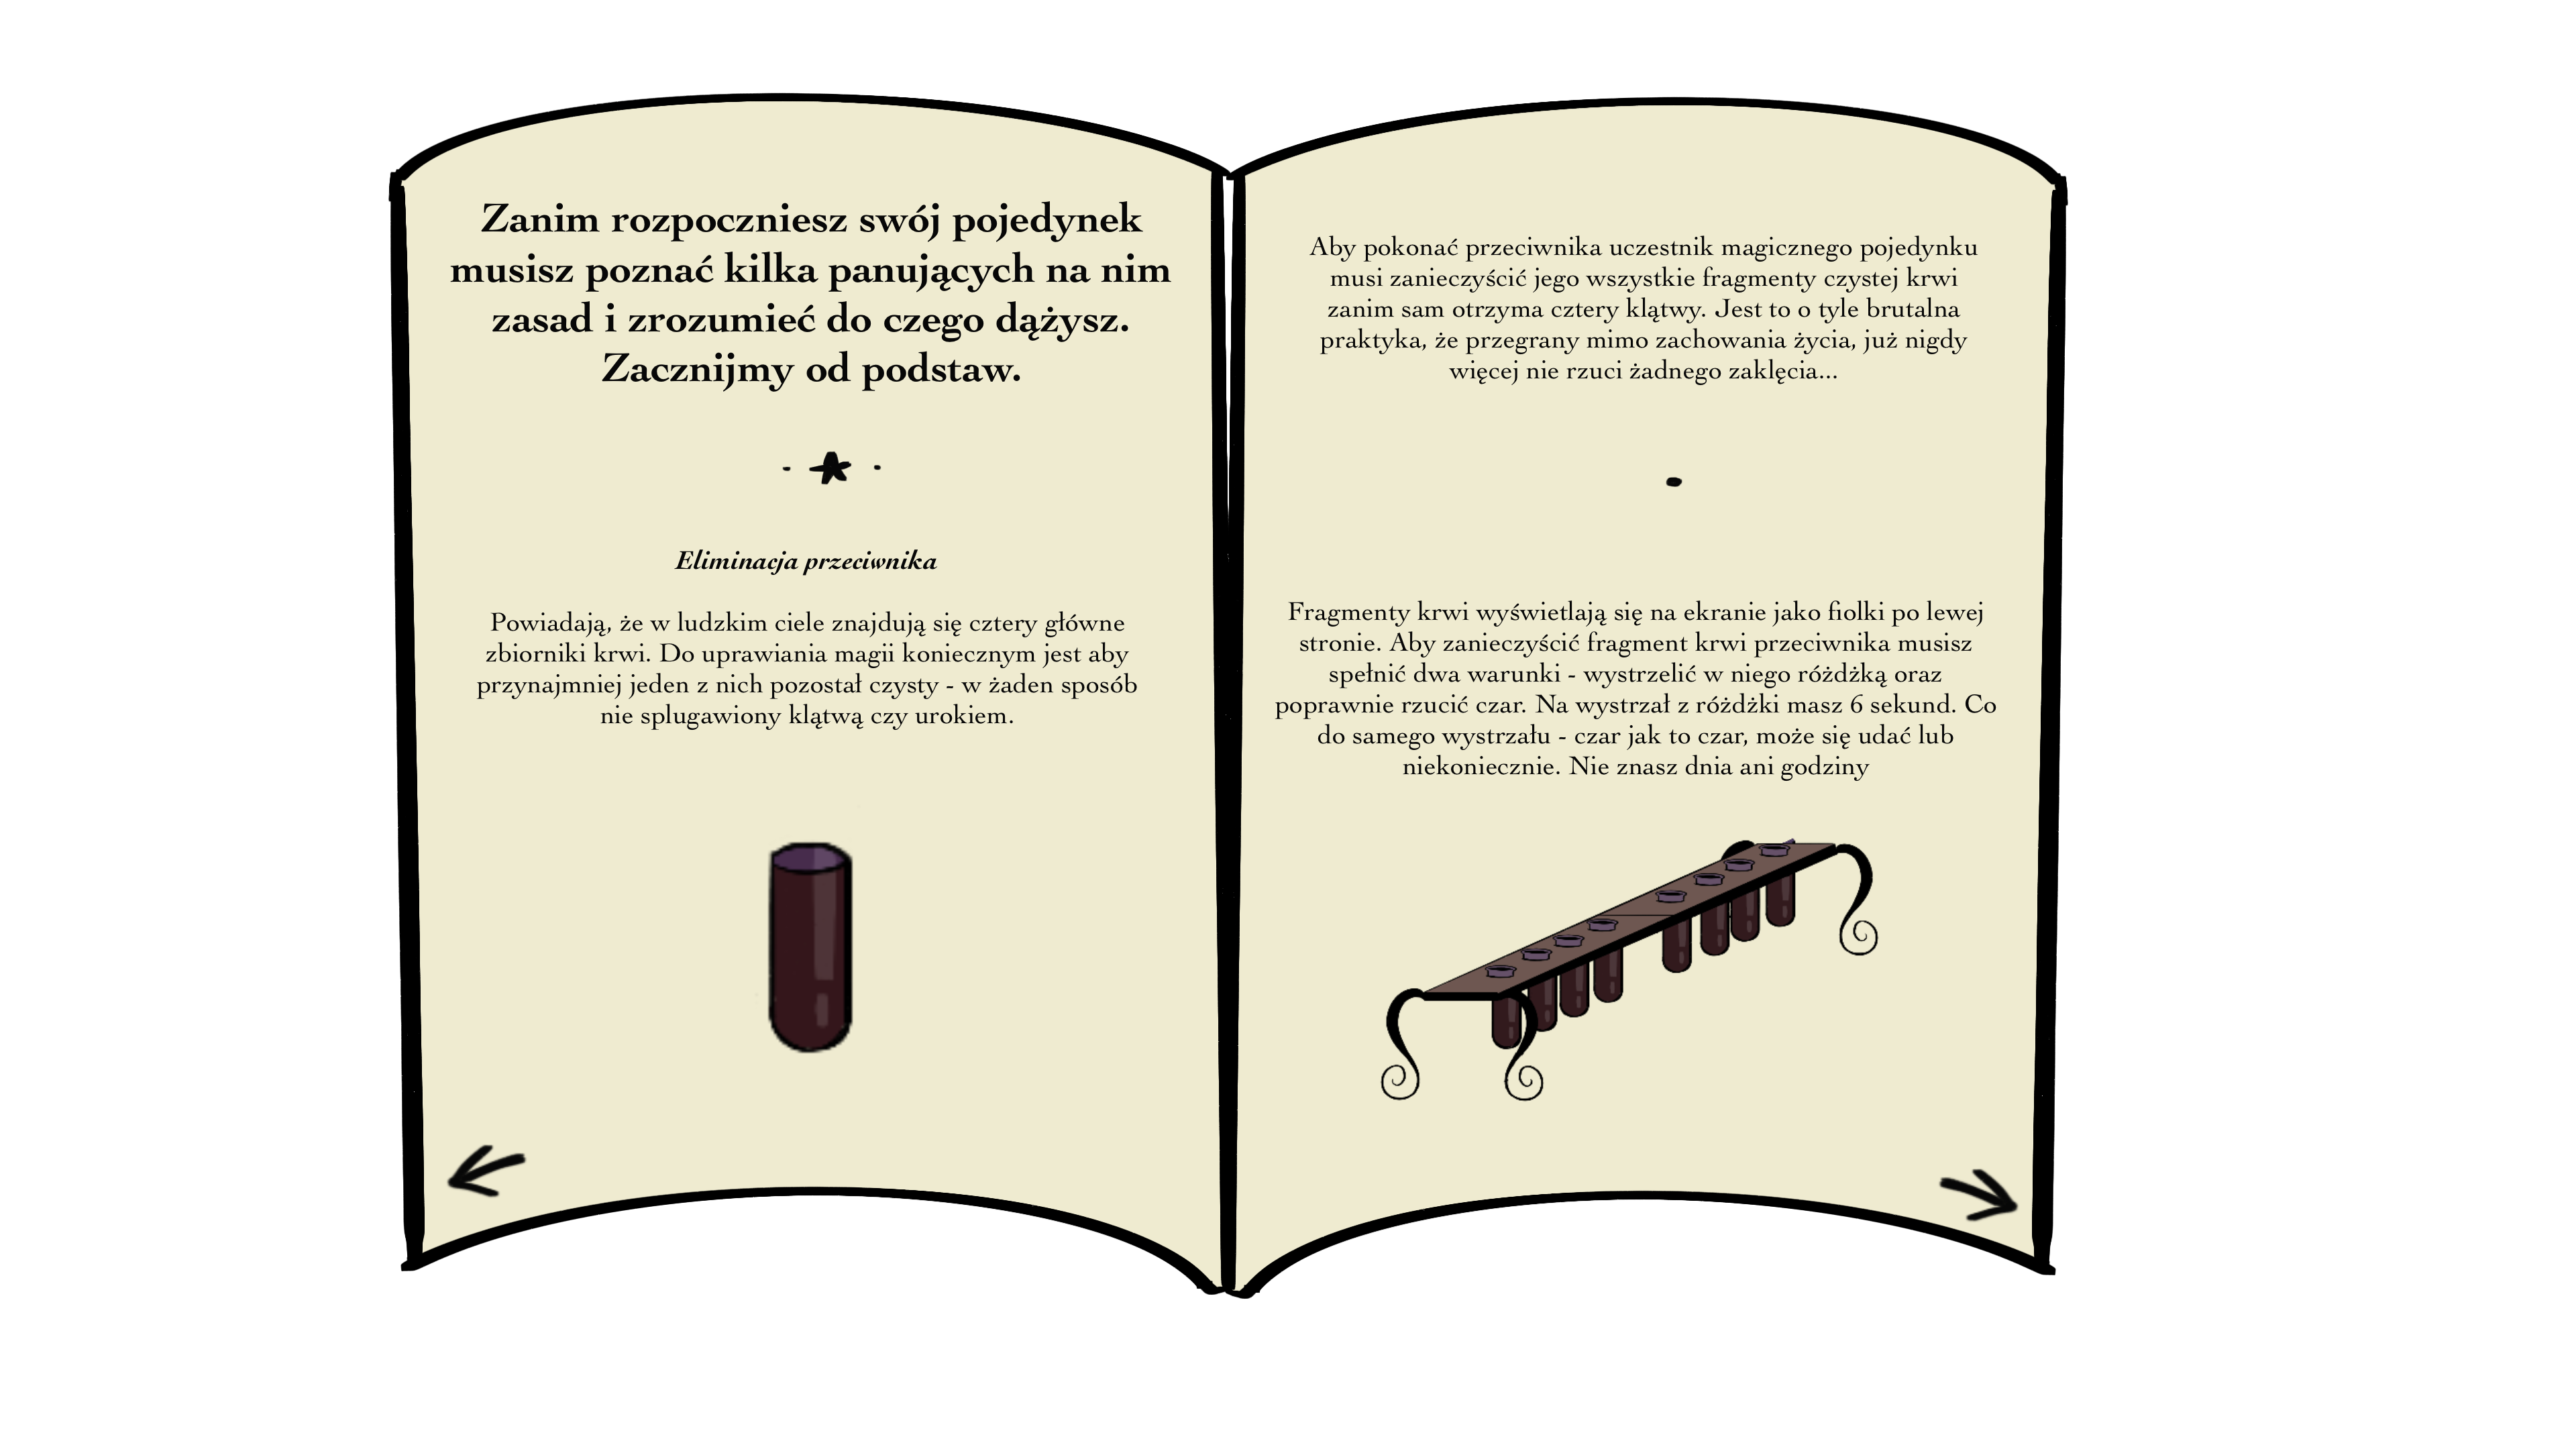 Zanim rozpoczniesz swój pojedynek
musisz poznać kilka panujących na nim
zasad i zrozumieć do czego dążysz.
Zacznijmy od podstaw.
Eliminacja przeciwnika
Powiadają, że w ludzkim ciele znajdują się cztery główne
zbiorniki krwi. Do uprawiania magii koniecznym jest aby
przynajmniej jeden z nich pozostał czysty - w żaden sposób
nie splugawiony klątwą czy urokiem.
Aby pokonać przeciwnika uczestnik magicznego pojedynku
musi zanieczyścić jego wszystkie fragmenty czystej krwi
zanim sam otrzyma cztery klątwy. Jest to o tyle brutalna
praktyka, że przegrany mimo zachowania życia, już nigdy
więcej nie rzuci żadnego zaklęcia...
Fragmenty krwi wyświetlają się na ekranie jako fiolki po lewej
stronie. Aby zanieczyścić fragment krwi przeciwnika musisz
spełnić dwa warunki - wystrzelić w niego różdżką oraz
poprawnie rzucić czar. Na wystrzał z różdżki masz 6 sekund. Co
do samego wystrzału - czar jak to czar, może się udać lub
niekoniecznie. Nie znasz dnia ani godziny